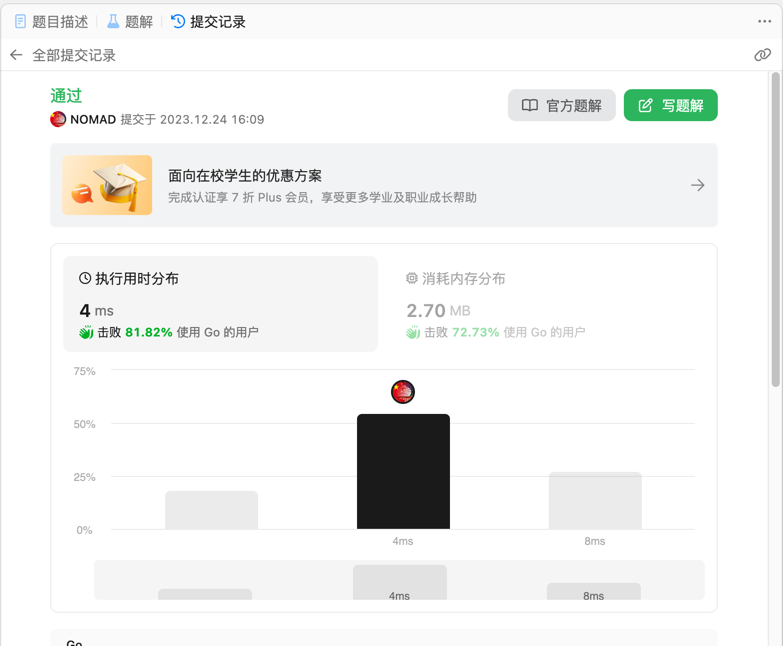 题目描述 题解 提交记录
全部提交记录
通过
NOMAD 提交于 2023.12.24 16:09
官方题解
写题解
面向在校学生的优惠方案
完成认证享 7 折 Plus 会员，享受更多学业及职业成长帮助
执行用时分布
4 ms
击败 81.82% 使用 Go 的用户
消耗内存分布
2.70 MB
击败 72.73% 使用 Go 的用户
75%
50%
25%
0%
4ms
8ms
4ms
8ms
Go